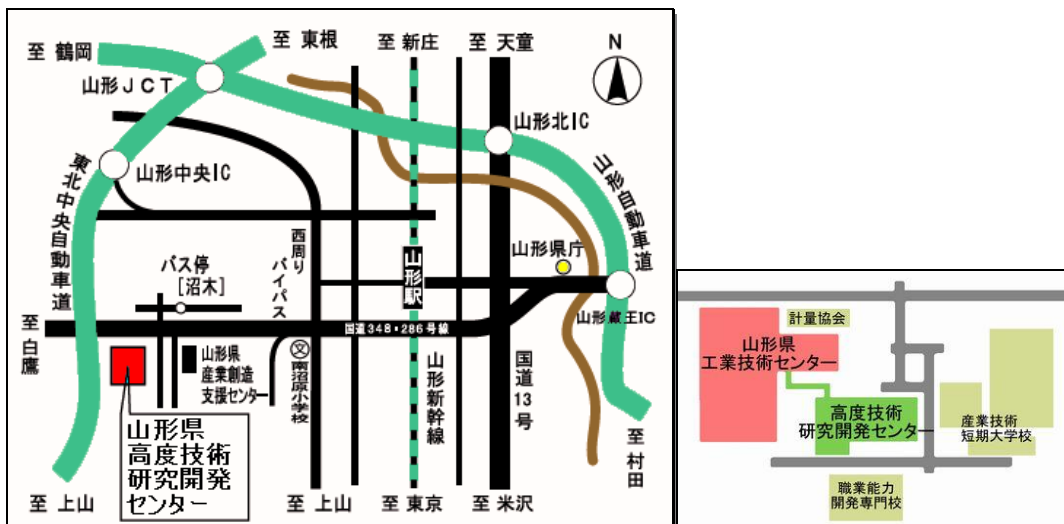 至 鶴岡
至 東根
至 新庄
至 天童
N
山形JCT
山形北IC
山形中央IC
東北中央自動車道
山形自動車道
西周り
バイパス
山形県庁
山形駅
バス停
[沼木]
山形蔵王IC
至白鷹
国道348・286号線
山形県
産業創造
支援センター
文
南沼原小学校
山形新幹線
国道13号
山形県
高度技術
研究開発
センター
至 村田
至 上山
至 上山
至 東京
至 米沢
計量協会
山形県
工業技術センター
高度技術
研究開発センター
産業技術
短期大学校
職業能力
開発専門校